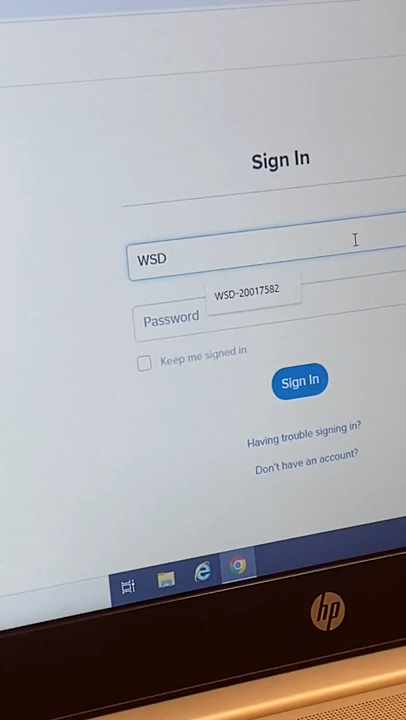 Sign In
WSD
WSD-20017582
Password
Keep me signed in
Sign In
Having trouble signing in?
Don't have an account?
hp